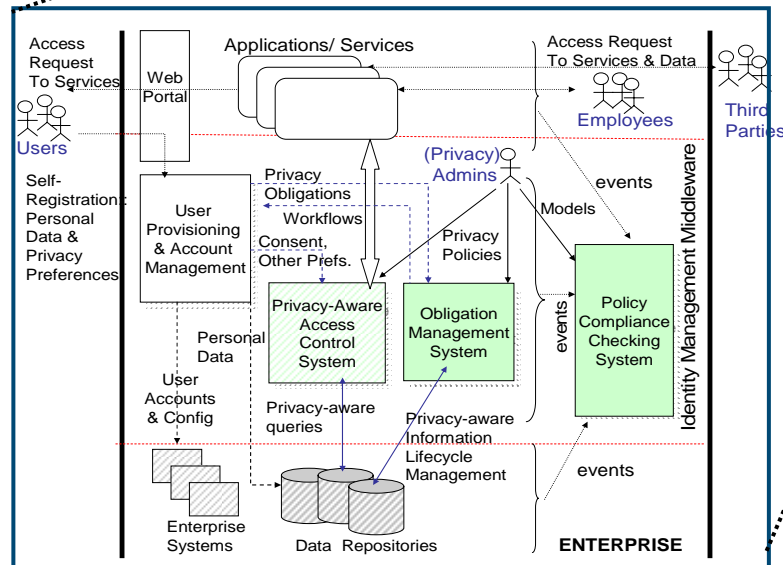 Access
Request
To Services
Users
Self-
Registration:
Personal
Data &
Privacy
Preferences
Web
Portal
Applications/ Services
Access Request
To Services & Data
Employees
Third
Parties
(Privacy)
Admins
events
Models
Privacy
Obligations
Workflows
Consent,
Other Prefs.
Privacy
Policies
User
Provisioning
& Account
Management
Privacy-Aware
Access
Control
System
Obligation
Management
System
events
Policy
Compliance
Checking
System
Identity Management Middleware
Personal
Data
User
Accounts
& Config
Privacy-aware
queries
Privacy-aware
Information
Lifecycle
Management
events
Enterprise
Systems
Data Repositories
ENTERPRISE